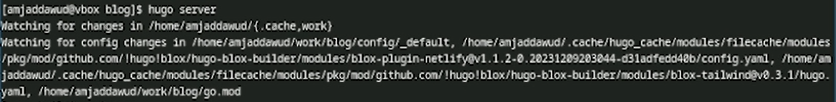 [amjaddawud@vbox blog]$ hugo server
Watching for changes in /home/amjaddawud/{.cache,work}
Watching for config changes in /home/amjaddawud/work/blog/config/_default, /home/amjaddawud/.cache/hugo_cache/modules/filecache/modules
/pkg/mod/github.com/!hugo!blox/hugo-blox-builder/modules/blox-plugin-netlify@v1.1.2-0.20231209203044-d31adfedd40b/config.yaml, /home/am
jaddawud/.cache/hugo_cache/modules/filecache/modules/pkg/mod/github.com/!hugo!blox/hugo-blox-builder/modules/blox-tailwind@v0.3.1/hugo.
yaml, /home/amjaddawud/work/blog/go.mod